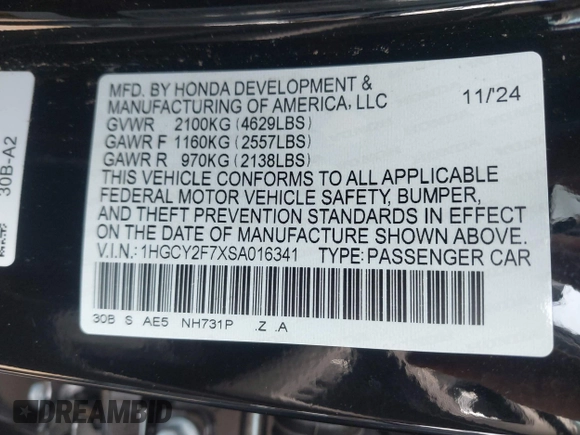 30B-A2
MFD. BY HONDA DEVELOPMENT &
MANUFACTURING OF AMERICA, LLC 11/'24
GVWR 2100KG (4629LBS)
GAWR F 1160KG (2557LBS)
GAWR R 970KG (2138LBS)
THIS VEHICLE CONFORMS TO ALL APPLICABLE
FEDERAL MOTOR VEHICLE SAFETY, BUMPER,
AND THEFT PREVENTION STANDARDS IN EFFECT
ON THE DATE OF MANUFACTURE SHOWN ABOVE.
V.I.N.:1HGCY2F7XSA016341 TYPE:PASSENGER CAR
30B S AE5 NH731P .Z .A
DREAMBID